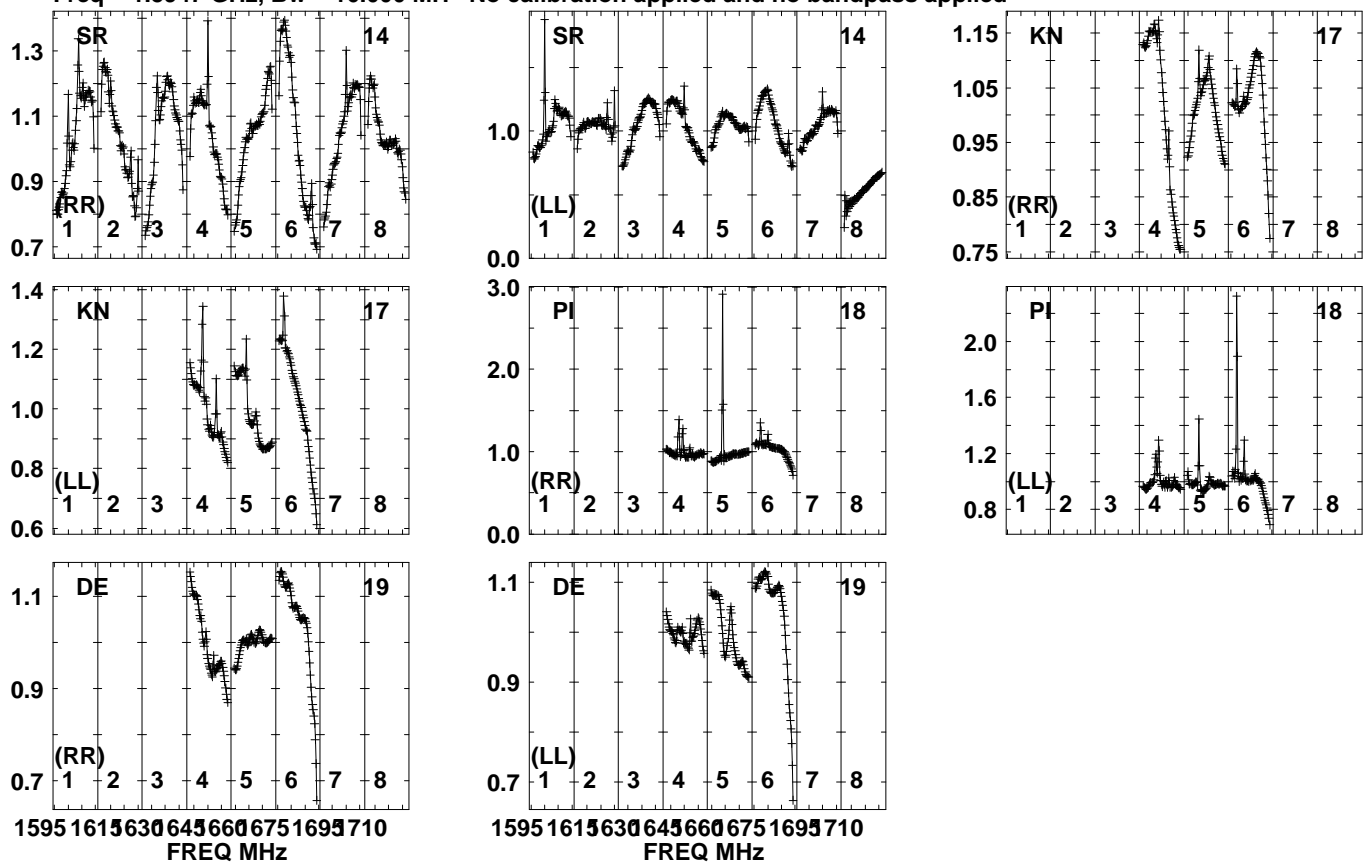 No calibration applied and no bandpass applied
SR 14
1.3
1.1
0.9
0.7
(RR)
1 2 3 4 5 6 7 8
SR 14
1.0
0.0
(LL)
1 2 3 4 5 6 7 8
KN 17
1.15
1.05
0.95
0.85
0.75
(RR)
1 2 3 4 5 6 7 8
KN 17
1.4
1.2
1.0
0.8
0.6
(LL)
1 2 3 4 5 6 7 8
PI 18
3.0
2.0
1.0
0.0
(RR)
1 2 3 4 5 6 7 8
PI 18
2.0
1.6
1.2
0.8
(LL)
1 2 3 4 5 6 7 8
DE 19
1.1
0.9
0.7
(RR)
1 2 3 4 5 6 7 8
1595 1615 1630 1645 1660 1675 1695 1710
FREQ MHz
DE 19
1.1
0.9
0.7
(LL)
1 2 3 4 5 6 7 8
1595 1615 1630 1645 1660 1675 1695 1710
FREQ MHz